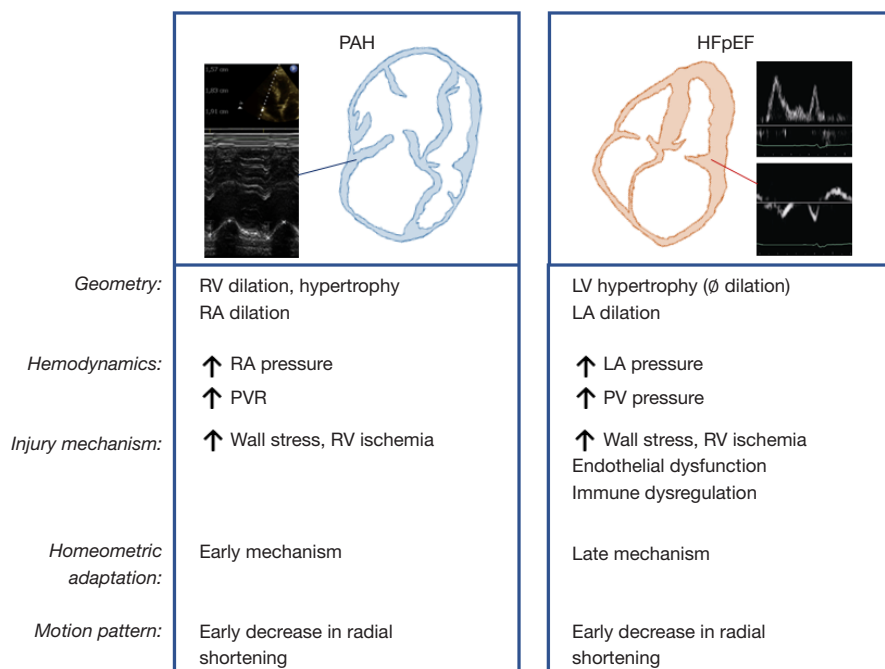 PAH
HFpEF
1,57 cm
1,63 cm
1,91 cm
Geometry:
RV dilation, hypertrophy
RA dilation
LV hypertrophy (Ø dilation)
LA dilation
Hemodynamics:
↑ RA pressure
↑ PVR
↑ LA pressure
↑ PV pressure
Injury mechanism:
↑ Wall stress, RV ischemia
↑ Wall stress, RV ischemia
Endothelial dysfunction
Immune dysregulation
Homeometric
adaptation:
Early mechanism
Late mechanism
Motion pattern:
Early decrease in radial
shortening
Early decrease in radial
shortening